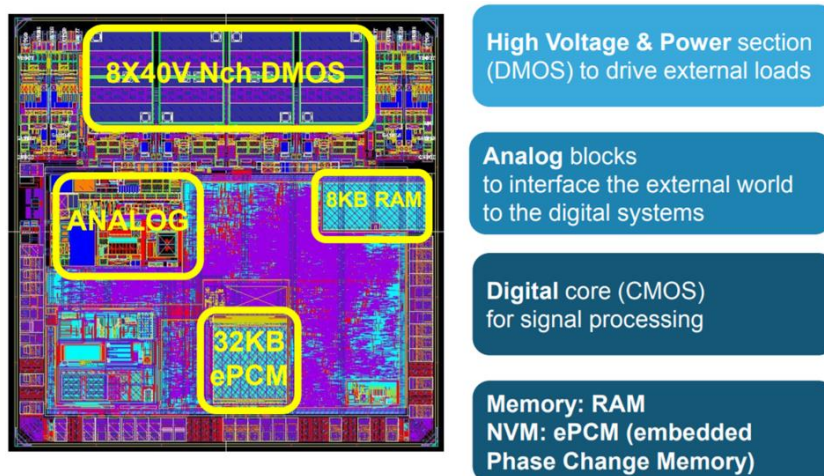 8X40V Nch DMOS
ANALOG
8KB RAM
32KB
ePCM
High Voltage & Power section
(DMOS) to drive external loads
Analog blocks
to interface the external world
to the digital systems
Digital core (CMOS)
for signal processing
Memory: RAM
NVM: ePCM (embedded
Phase Change Memory)